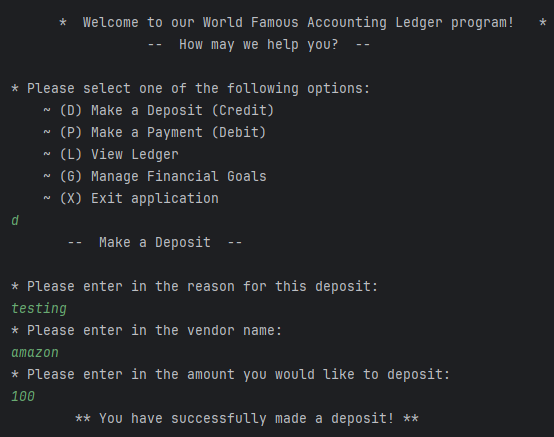 *  Welcome to our World Famous Accounting Ledger program!   *
--  How may we help you?  --
* Please select one of the following options:
~ (D) Make a Deposit (Credit)
~ (P) Make a Payment (Debit)
~ (L) View Ledger
~ (G) Manage Financial Goals
~ (X) Exit application
d
--  Make a Deposit  --
* Please enter in the reason for this deposit:
testing
* Please enter in the vendor name:
amazon
* Please enter in the amount you would like to deposit:
100
** You have successfully made a deposit! **